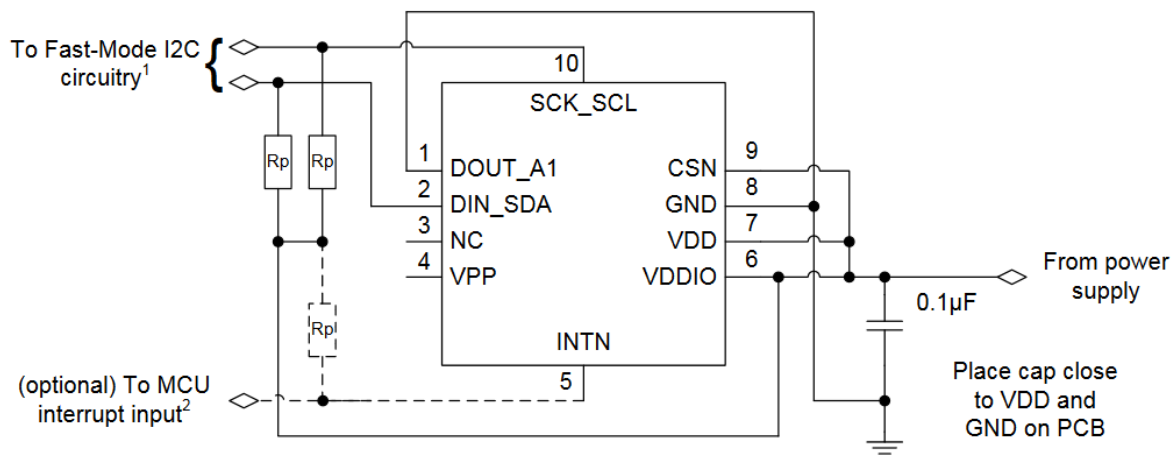 To Fast-Mode I2C
circuitry1
10
SCK_SCL
Rp
Rp
1
DOUT_A1
CSN
9
2
DIN_SDA
GND
8
3
NC
VDD
7
4
VPP
VDDIO
6
From power
supply
0.1µF
Rp
INTN
5
(optional) To MCU
interrupt input2
Place cap close
to VDD and
GND on PCB